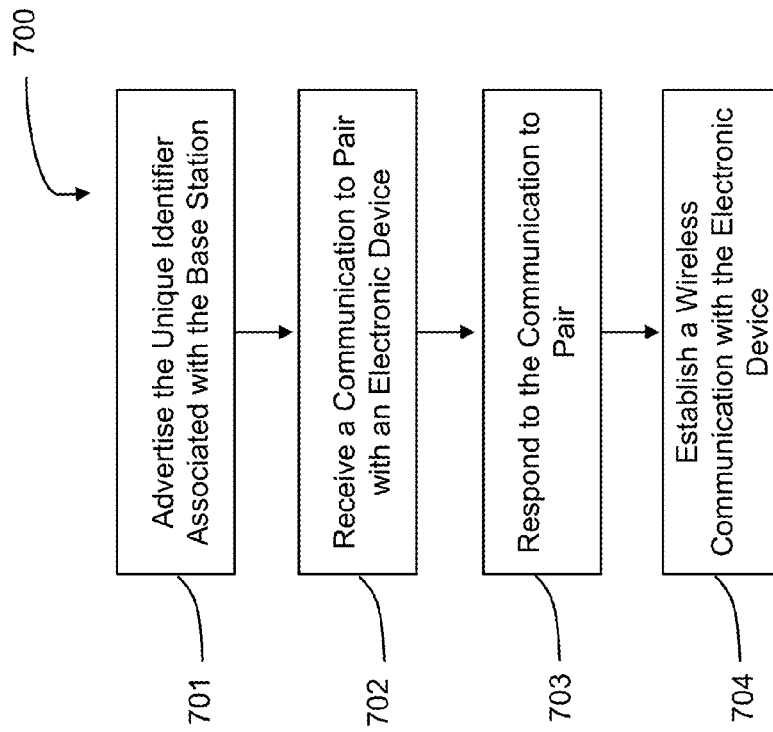 700
701
Advertise the Unique Identifier
Associated with the Base Station
702
Receive a Communication to Pair
with an Electronic Device
703
Respond to the Communication to
Pair
704
Establish a Wireless
Communication with the Electronic
Device